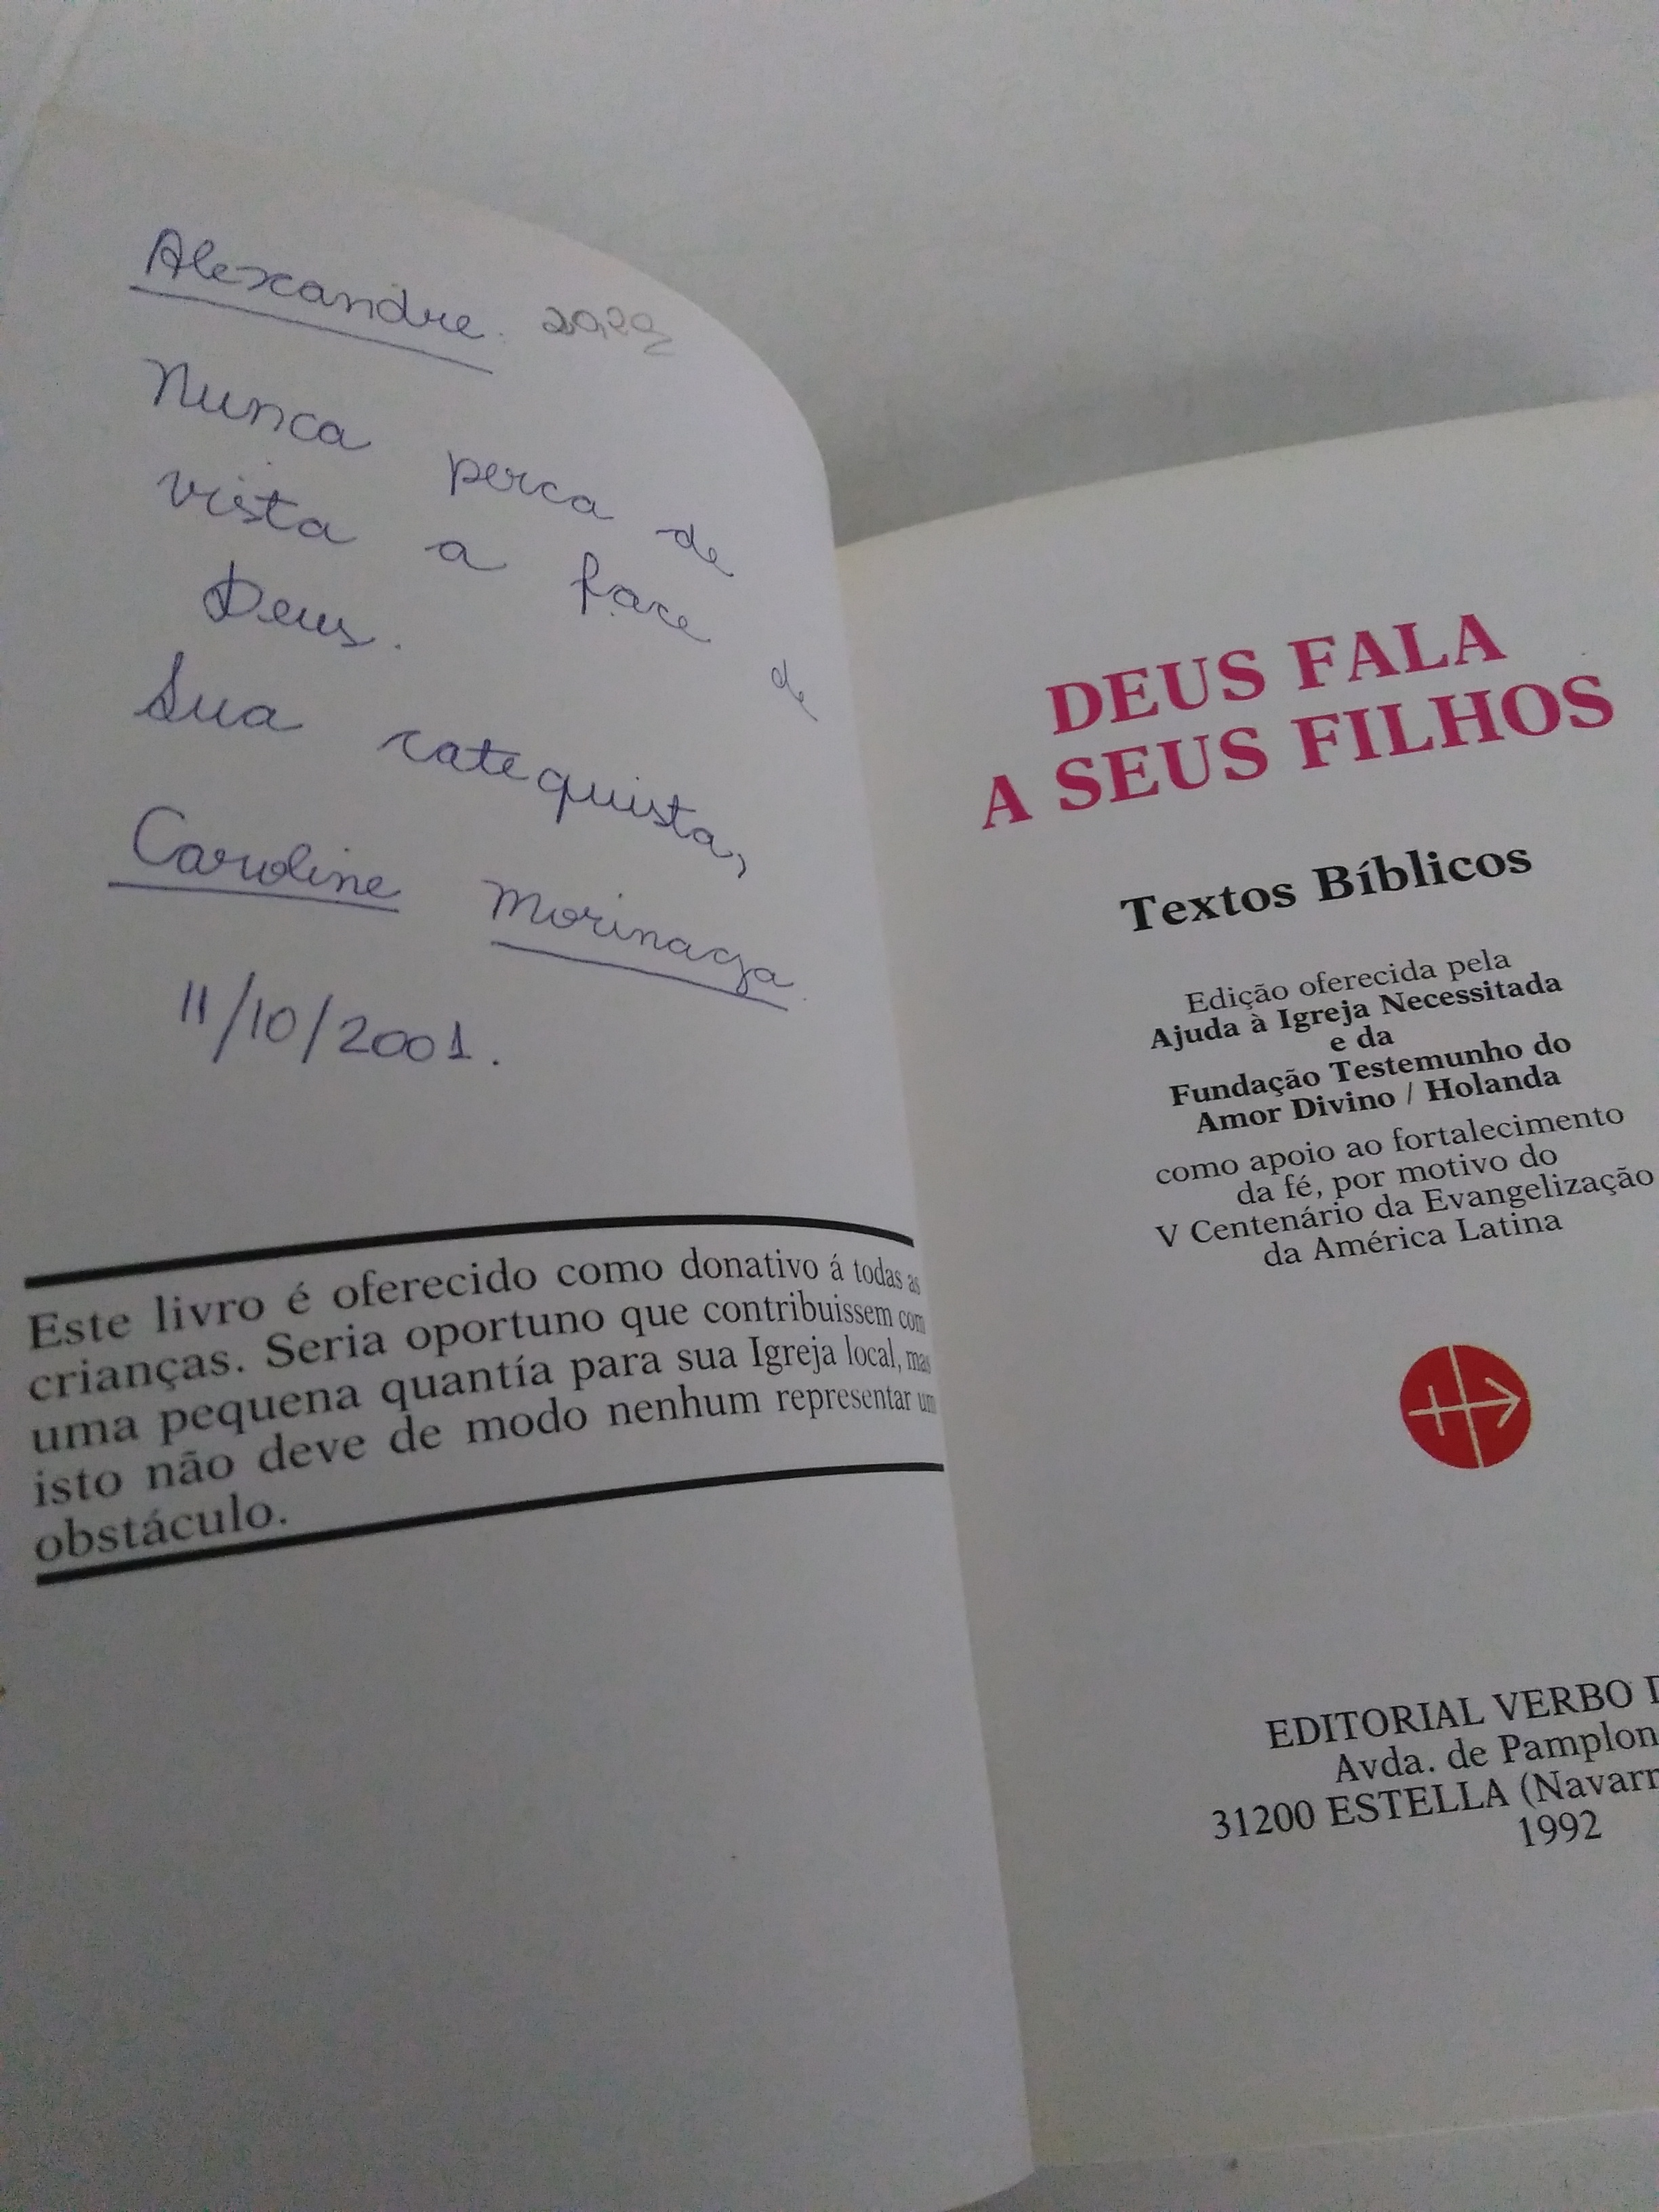 Alexandre.
Nunca perca de
vista a face de
Deus.
Sua catequista,
Caroline Morinaga
11/10/2001.
Este livro é oferecido como donativo á todas as
crianças. Seria oportuno que contribuissem com
uma pequena quantía para sua Igreja local, mas
isto não deve de modo nenhum representar um
obstáculo.
DEUS FALA
A SEUS FILHOS
Textos Bíblicos
Edição oferecida pela
Ajuda à Igreja Necessitada
e da
Fundação Testemunho do
Amor Divino / Holanda
como apoio ao fortalecimento
da fé, por motivo do
V Centenário da Evangelização
da América Latina
EDITORIAL VERBO
Avda. de Pamplon
31200 ESTELLA (Navarr
1992